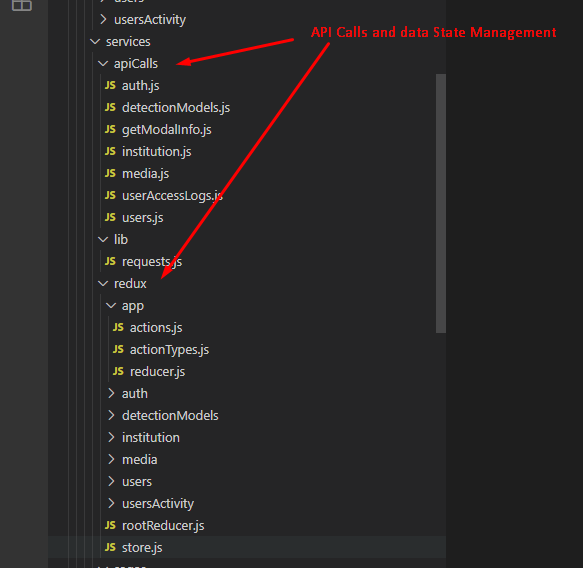 usersActivity
API Calls and data State Management
services
apiCalls
auth.js
JS detectionModels.js
JS getModalInfo.js
JS institution.js
JS media.js
JS userAccessLogs.js
JS users.js
lib
JS requests.js
redux
app
JS actions.js
JS actionTypes.js
JS reducer.js
auth
detectionModels
institution
media
users
usersActivity
JS rootReducer.js
JS store.js